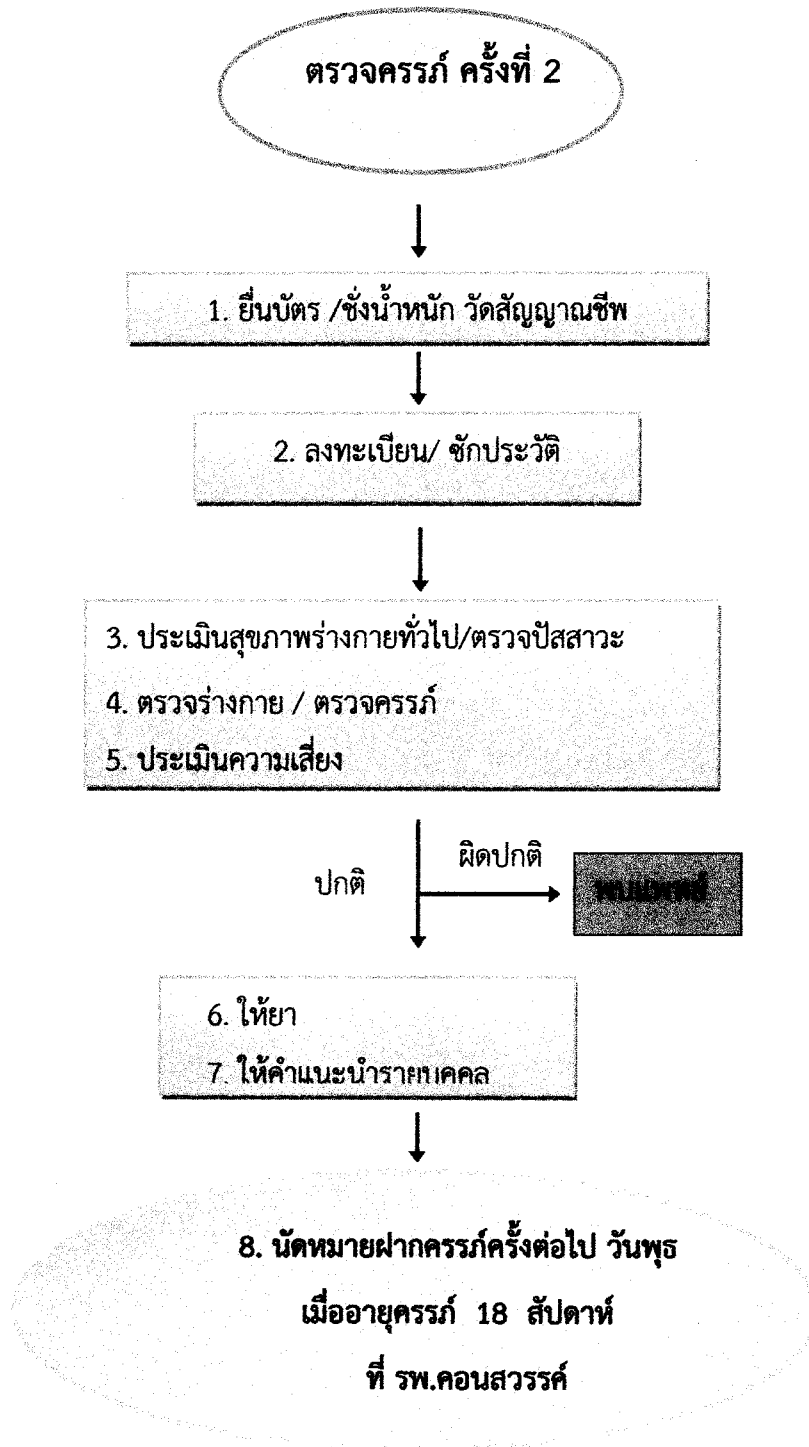 ตรวจครรภ์ ครั้งที่ 2
1. ยื่นบัตร /ชั่งน้ำหนัก วัดสัญญาณชีพ
2. ลงทะเบียน/ ซักประวัติ
3. ประเมินสุขภาพร่างกายทั่วไป/ตรวจปัสสาวะ
4. ตรวจร่างกาย / ตรวจครรภ์
5. ประเมินความเสี่ยง
ผิดปกติ
ปกติ
พบแพทย์
6. ให้ยา
7. ให้คำแนะนำรายบุคคล
8. นัดหมายฝากครรภ์ครั้งต่อไป วันพุธ
เมื่ออายุครรภ์ 18 สัปดาห์
ที่ รพ.คอนสวรรค์